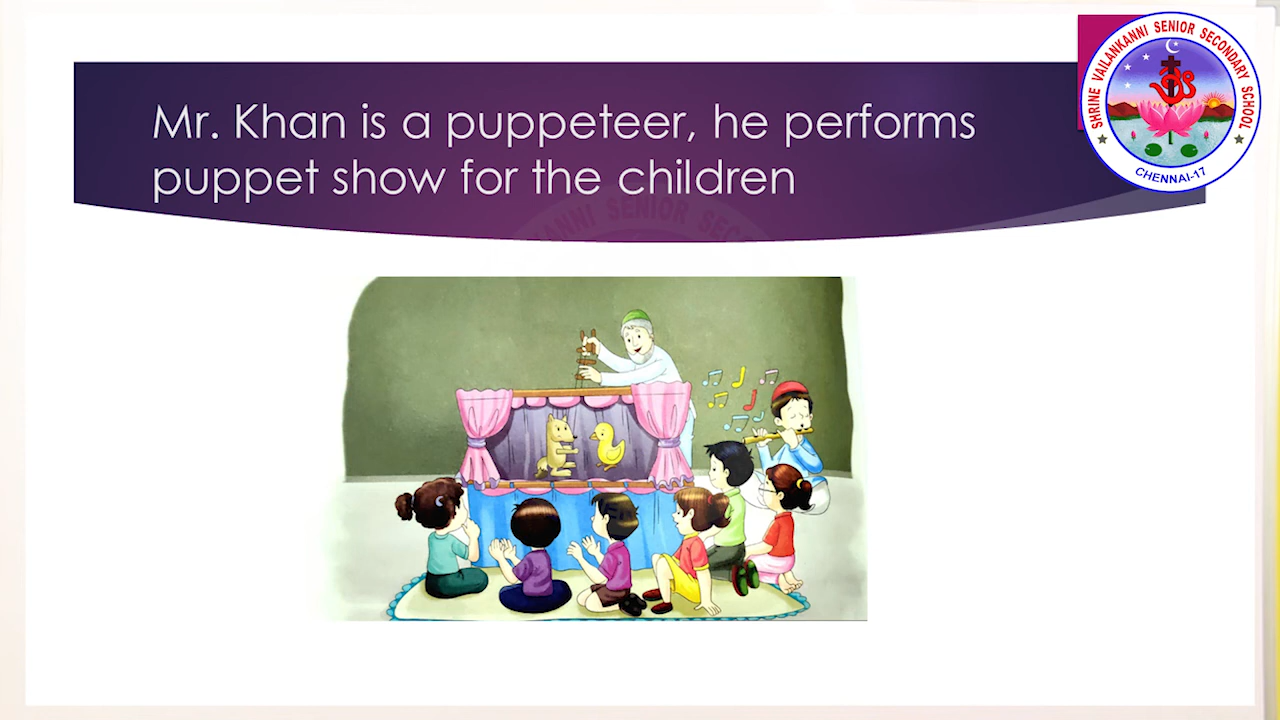 Mr. Khan is a puppeteer, he performs
puppet show for the children
SHRINE VAILANKANNI SENIOR SECONDARY SCHOOL
CHENNAI-17